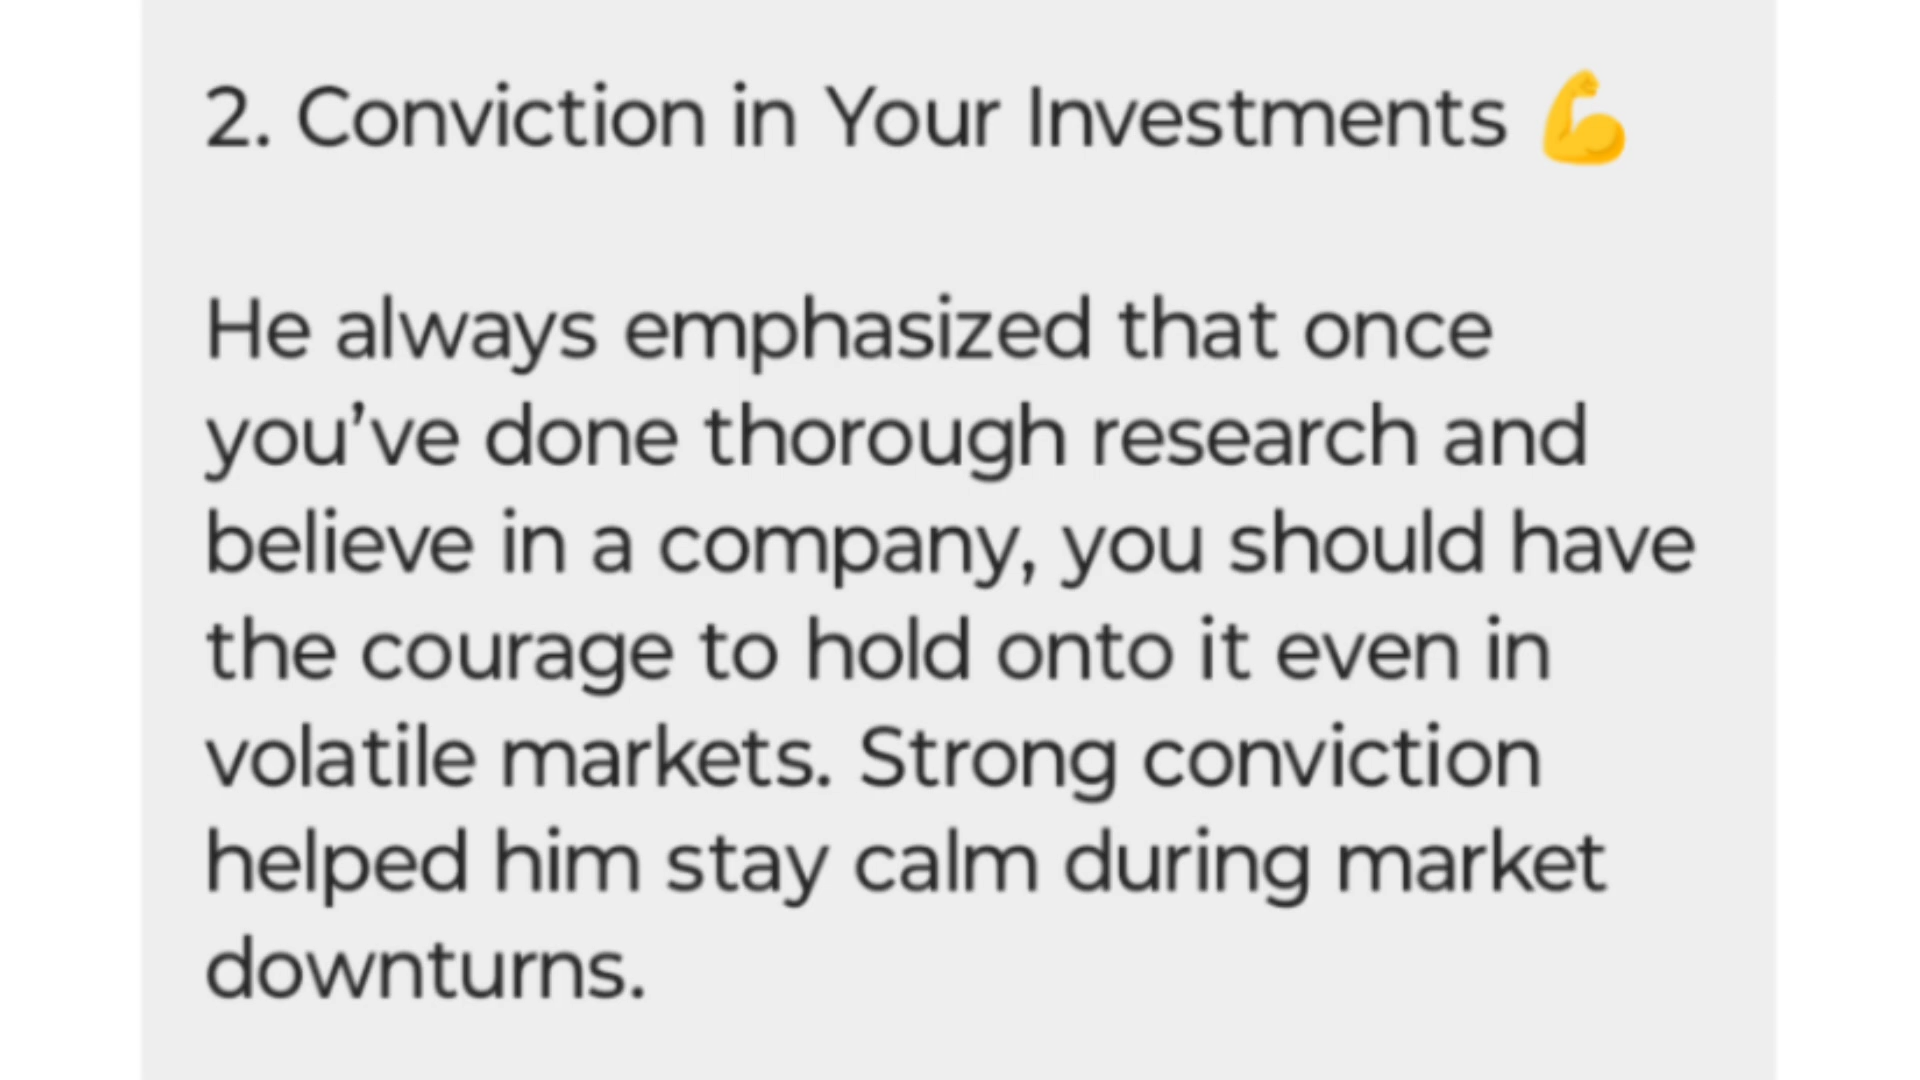 2. Conviction in Your Investments 💪
He always emphasized that once
you’ve done thorough research and
believe in a company, you should have
the courage to hold onto it even in
volatile markets. Strong conviction
helped him stay calm during market
downturns.